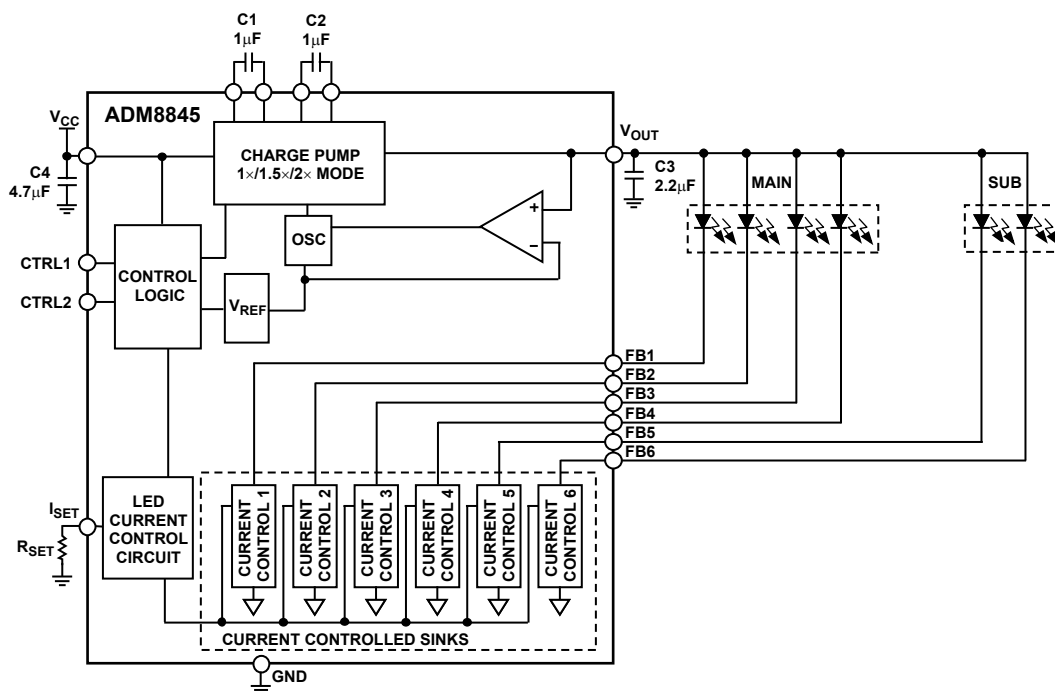 C1
1μF
C2
1μF
VCC
ADM8845
VOUT
C4
4.7μF
CHARGE PUMP
1×/1.5×/2× MODE
C3
2.2μF
MAIN
SUB
+
–
OSC
CTRL1
CTRL2
CONTROL
LOGIC
VREF
FB1
FB2
FB3
FB4
FB5
FB6
ISET
RSET
LED
CURRENT
CONTROL
CIRCUIT
CURRENT
CONTROL 1
CURRENT
CONTROL 2
CURRENT
CONTROL 3
CURRENT
CONTROL 4
CURRENT
CONTROL 5
CURRENT
CONTROL 6
CURRENT CONTROLLED SINKS
GND